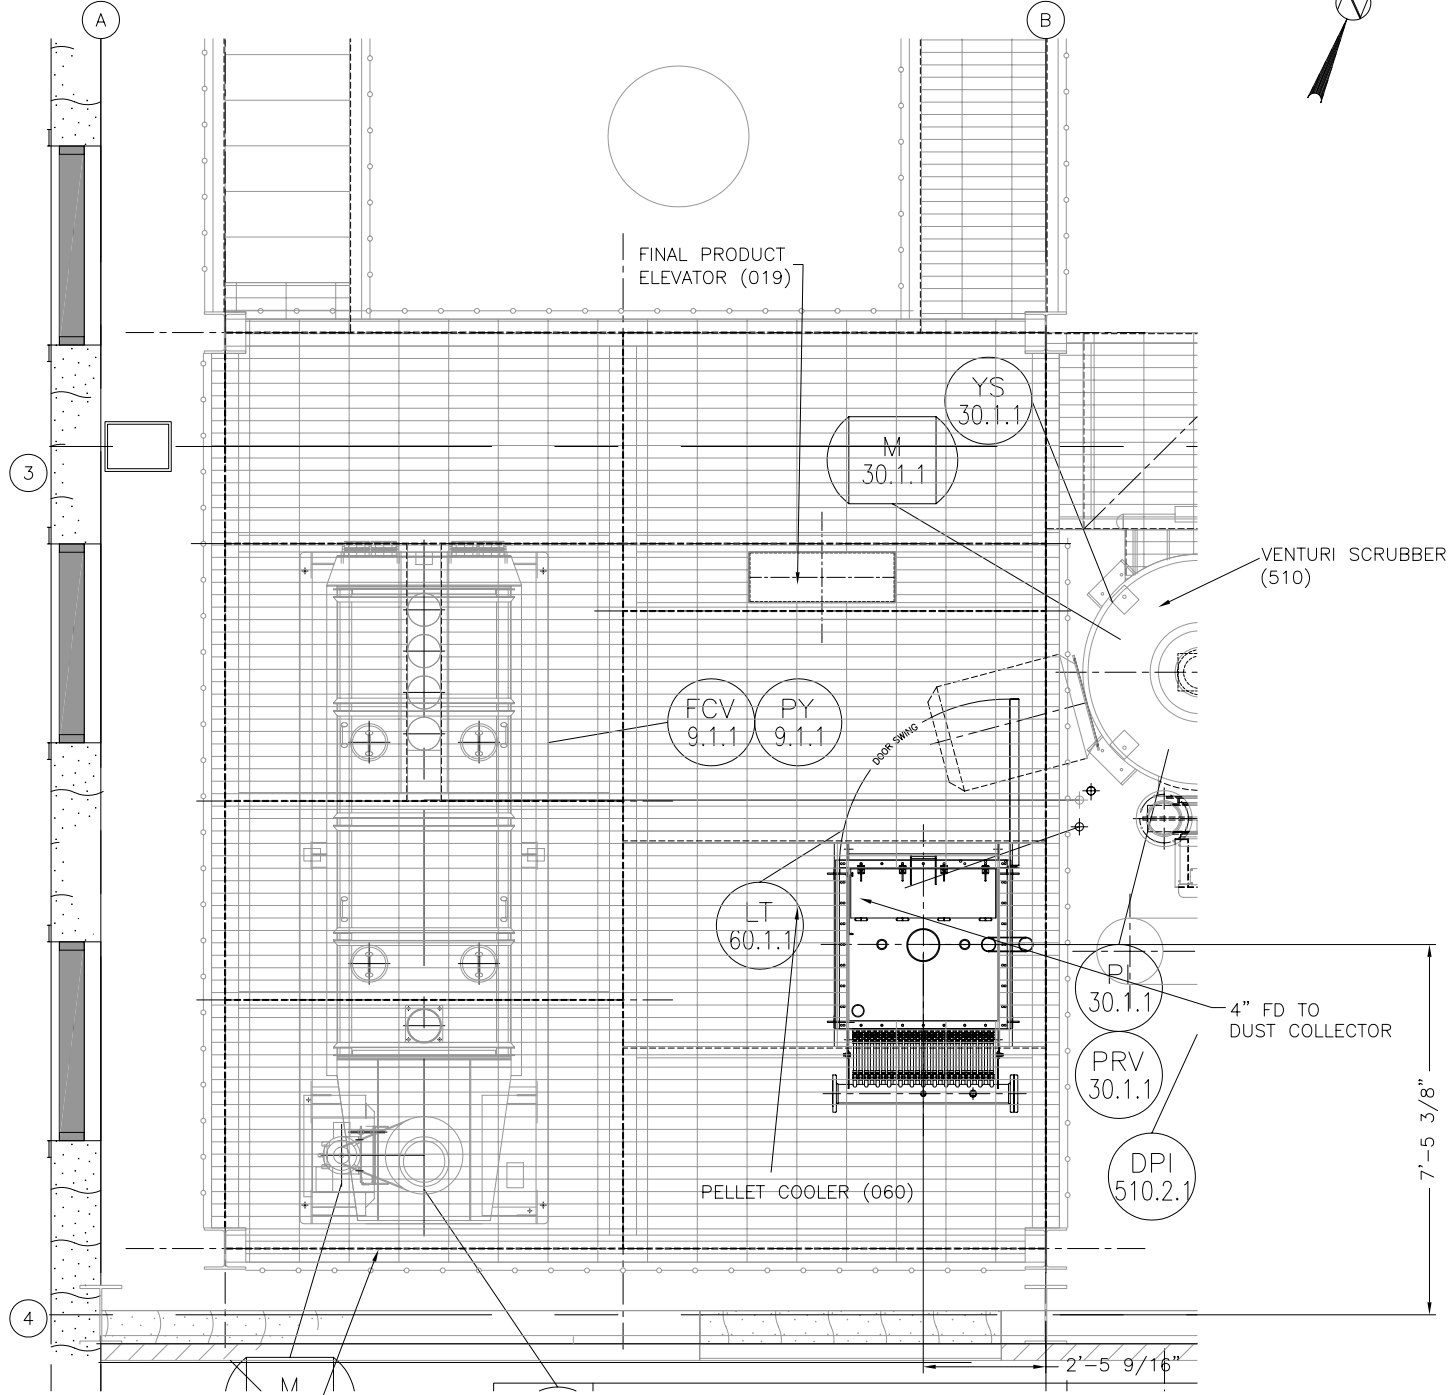 A
B
FINAL PRODUCT
ELEVATOR (019)
YS
30.1.1
M
30.1.1
3
VENTURI SCRUBBER
(510)
FCV
9.1.1
PY
9.1.1
DOOR SWING
LT
60.1.1
PI
30.1.1
4" FD TO
DUST COLLECTOR
PRV
30.1.1
7'-5 3/8"
DPI
510.2.1
PELLET COOLER (060)
4
2'-5 9/16"
M